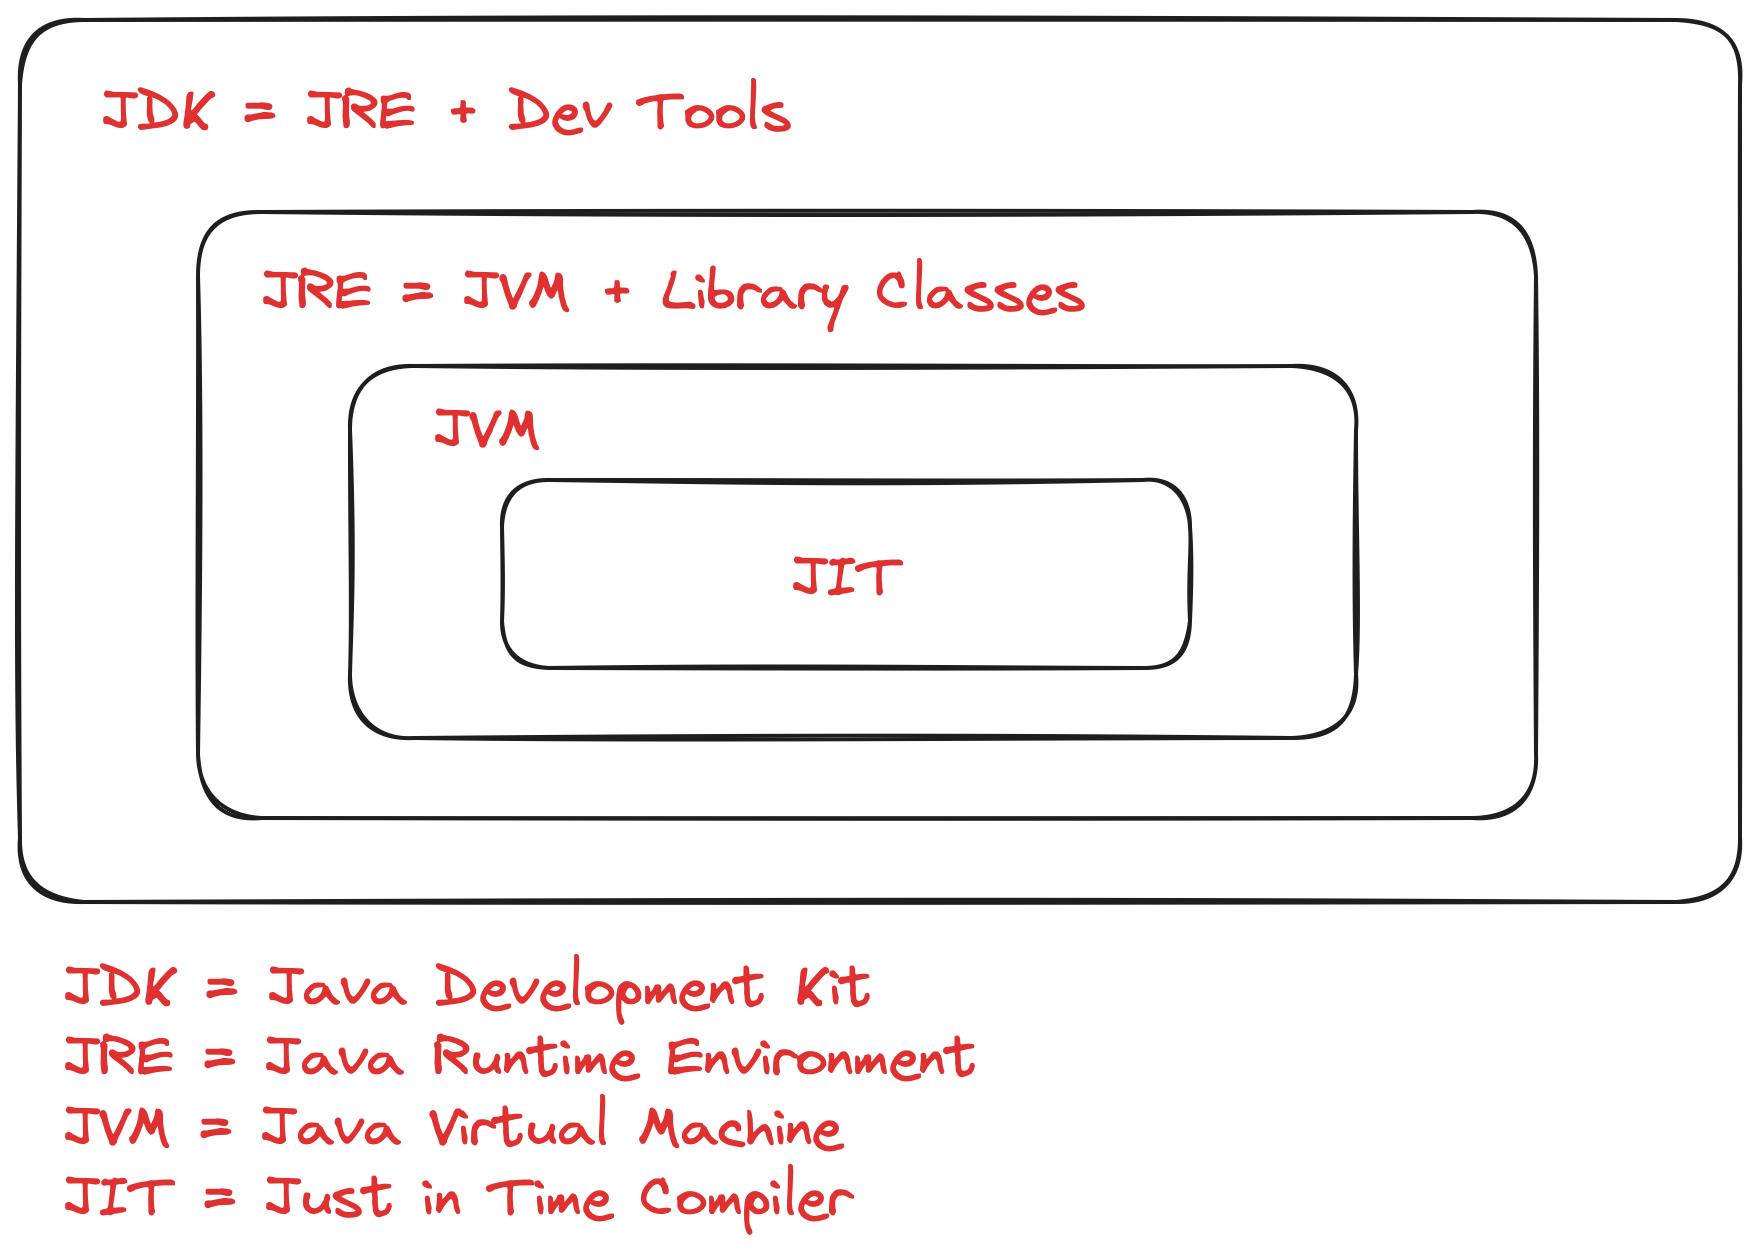 JDK = JRE + Dev Tools
JRE = JVM + Library Classes
JVM
JIT
JDK = Java Development Kit
JRE = Java Runtime Environment
JVM = Java Virtual Machine
JIT = Just in Time Compiler